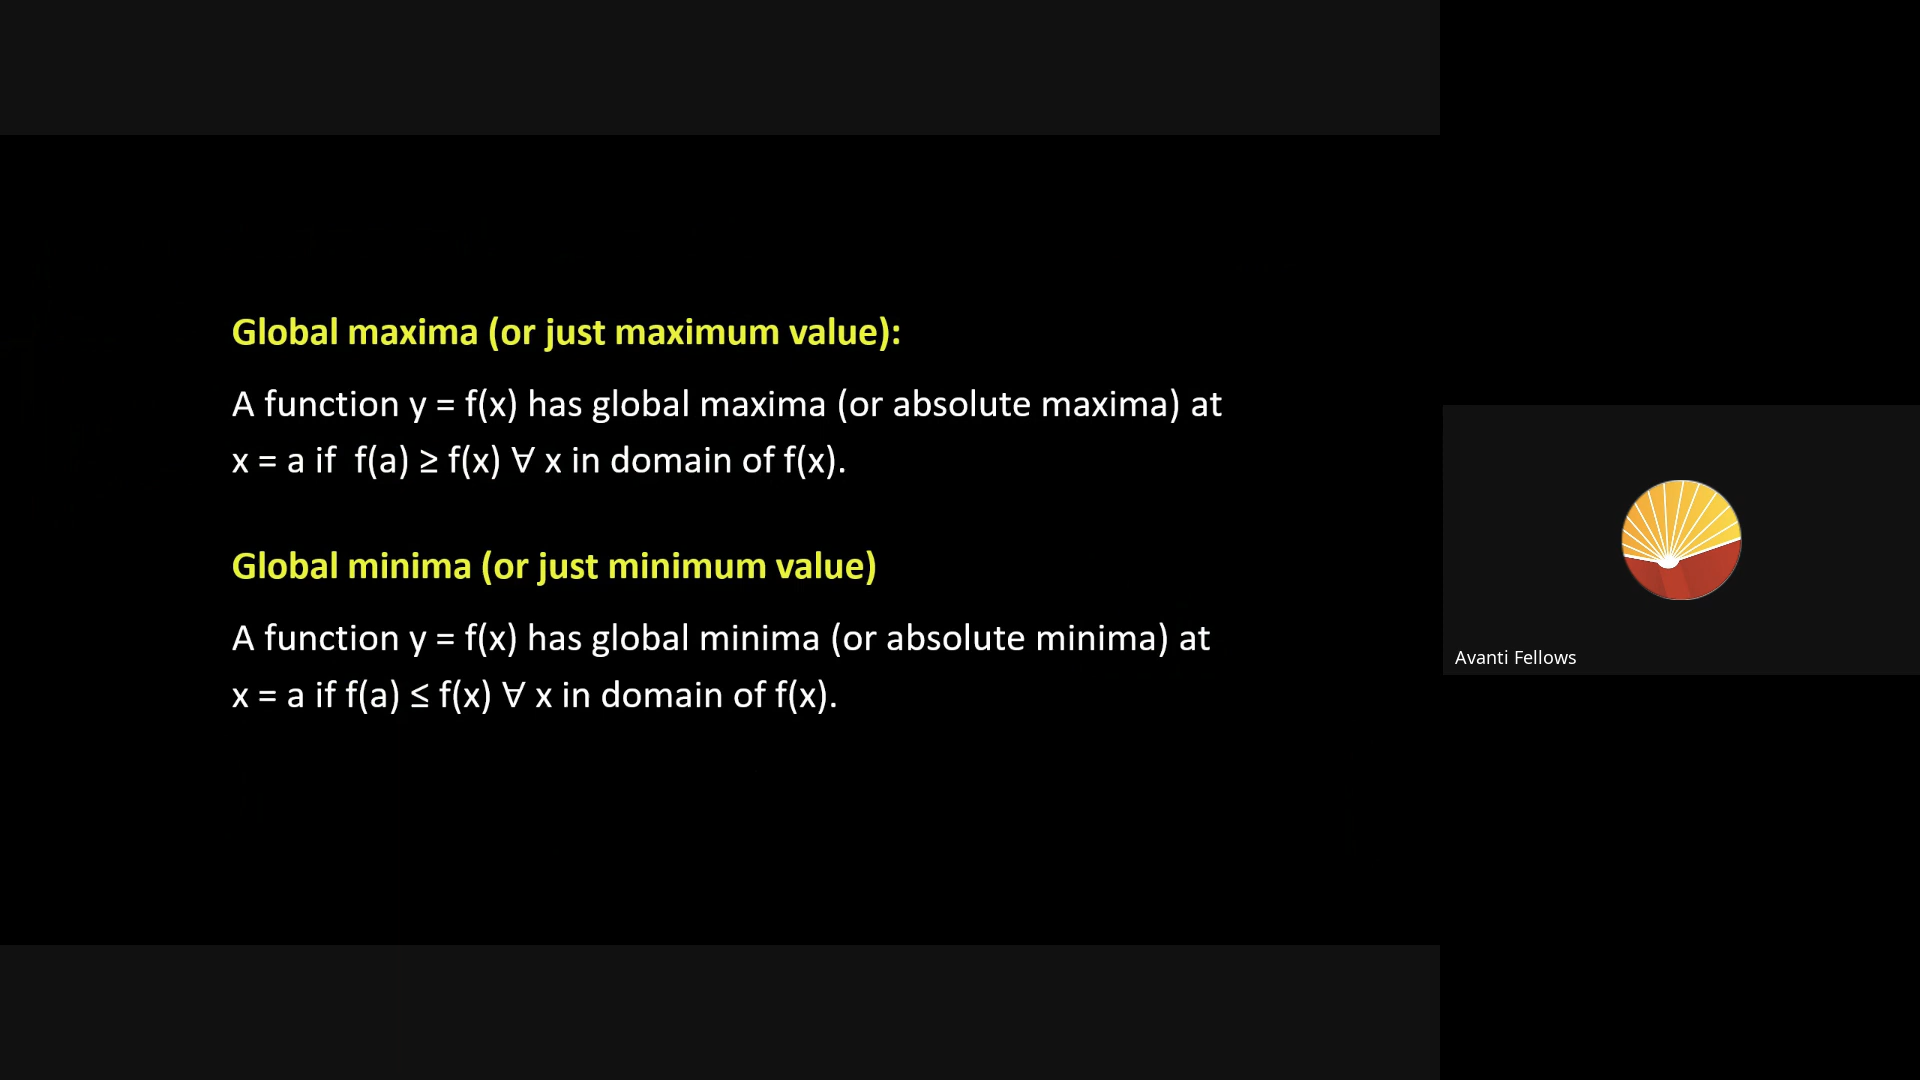 Global maxima (or just maximum value):
A function y = f(x) has global maxima (or absolute maxima) at
x = a if f(a) ≥ f(x) ∀ x in domain of f(x).
Global minima (or just minimum value)
A function y = f(x) has global minima (or absolute minima) at
x = a if f(a) ≤ f(x) ∀ x in domain of f(x).
Avanti Fellows